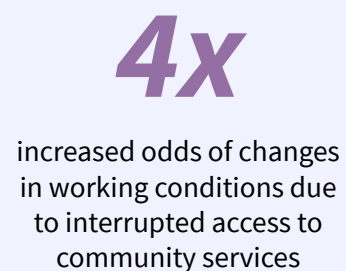 4x
increased odds of changes
in working conditions due
to interrupted access to
community services